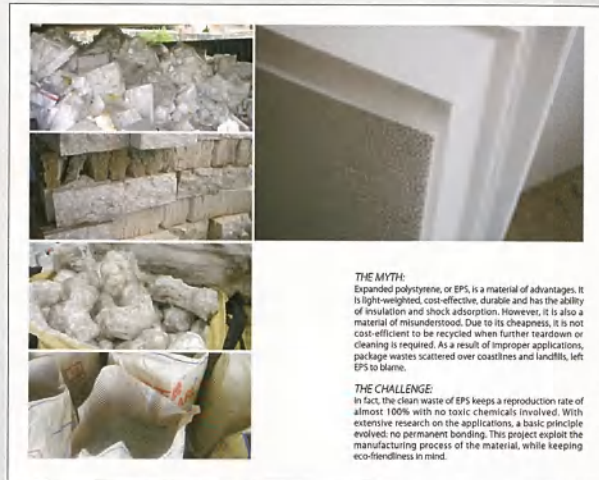 THE MYTH:
Expanded polystyrene, or EPS, is a material of advantages. It
is light-weighted, cost-effective, durable and has the ability
of insulation and shock adsorption. However, it is also a
material of misunderstood. Due to its cheapness, it is not
cost-efficient to be recycled when further teardown or
cleaning is required. As a result of improper applications,
package wastes scattered over coastlines and landfills, left
EPS to blame.
THE CHALLENGE:
In fact, the clean waste of EPS keeps a reproduction rate of
almost 100% with no toxic chemicals involved. With
extensive research on the applications, a basic principle
evolved: no permanent bonding. This project exploit the
manufacturing process of the material, while keeping
eco-friendliness in mind.